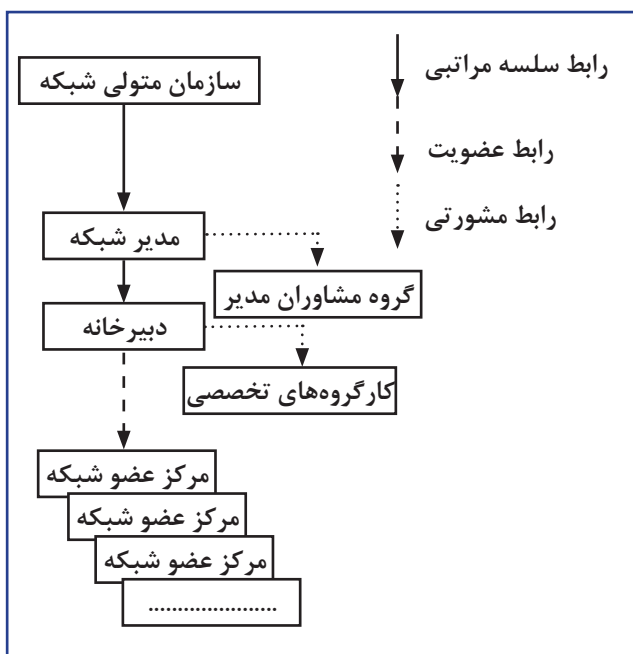 سازمان متولی شبکه
رابط سلسه مراتبی
رابط عضویت
رابط مشورتی
مدیر شبکه
گروه مشاوران مدیر
دبیرخانه
کارگروه‌های تخصصی
مرکز عضو شبکه
مرکز عضو شبکه
مرکز عضو شبکه
......................